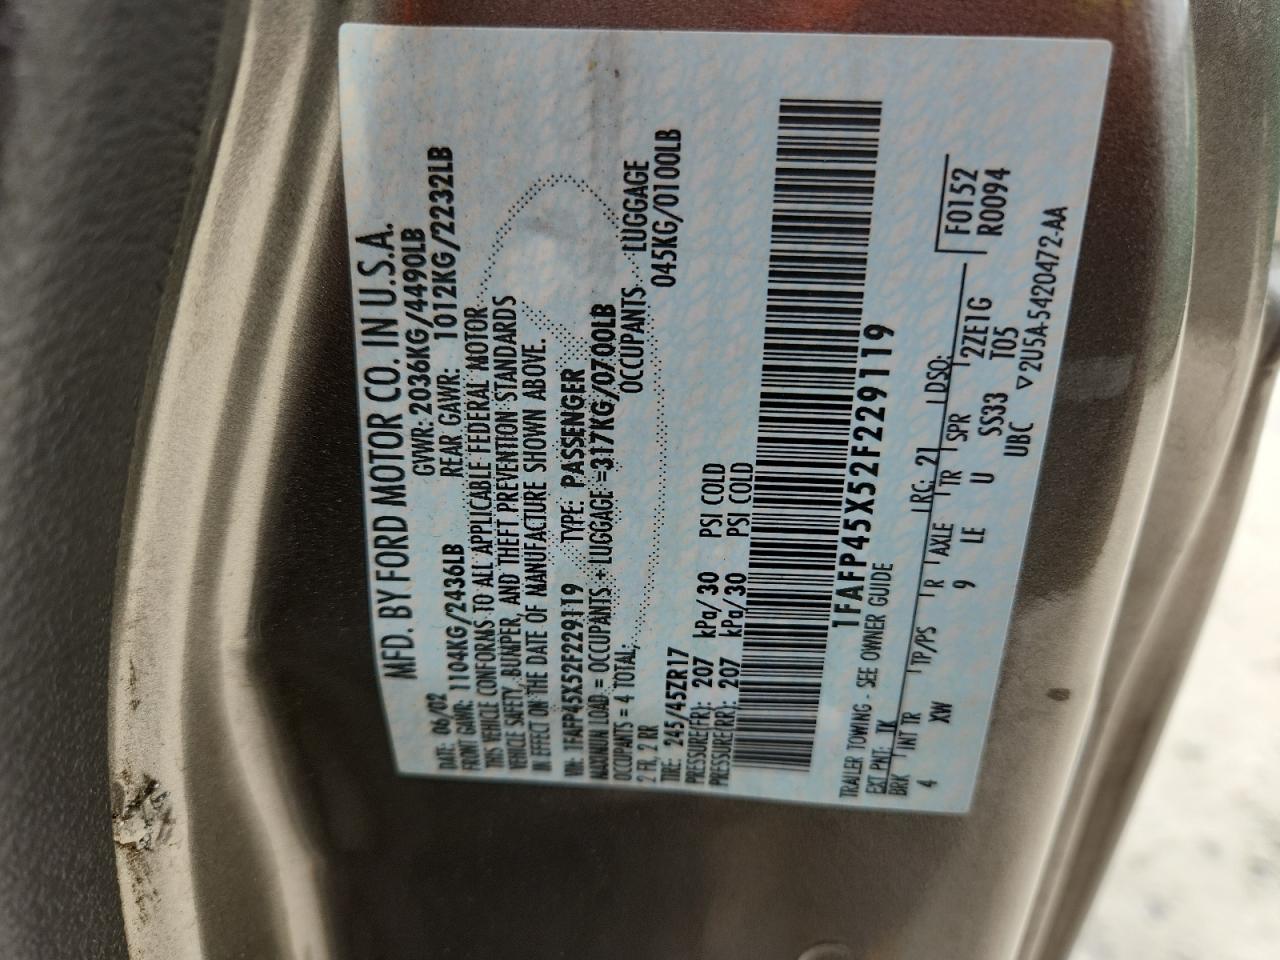 MFD. BY FORD MOTOR CO. IN U.S.A.
DATE: 06/02 GVWR: 2036KG/4490LB
FRONT GAWR: 1104KG/2436LB REAR GAWR: 1012KG/2232LB
THIS VEHICLE CONFORMS TO ALL APPLICABLE FEDERAL MOTOR
VEHICLE SAFETY, BUMPER, AND THEFT PREVENTION STANDARDS
IN EFFECT ON THE DATE OF MANUFACTURE SHOWN ABOVE.
VIN: 1FAFP45X52F229119 TYPE: PASSENGER
MAXIMUM LOAD = OCCUPANTS + LUGGAGE = 317KG/0700LB
OCCUPANTS = 4 TOTAL; OCCUPANTS LUGGAGE
2 FR, 2 RR 045KG/0100LB
TIRE: 245/45ZR17
PRESSURE(FR): 207 kPa/30 PSI COLD
PRESSURE(RR): 207 kPa/30 PSI COLD
1FAFP45X52F229119
TRAILER TOWING - SEE OWNER GUIDE
EXT PNT: TK RC: 21 DSO: F0152
BRK INT TR TP/PS R AXLE TR SPR 2ZE1G R0094
4 XW 9 LE U SS33 T05
UBC ▽2U5A-5420472-AA